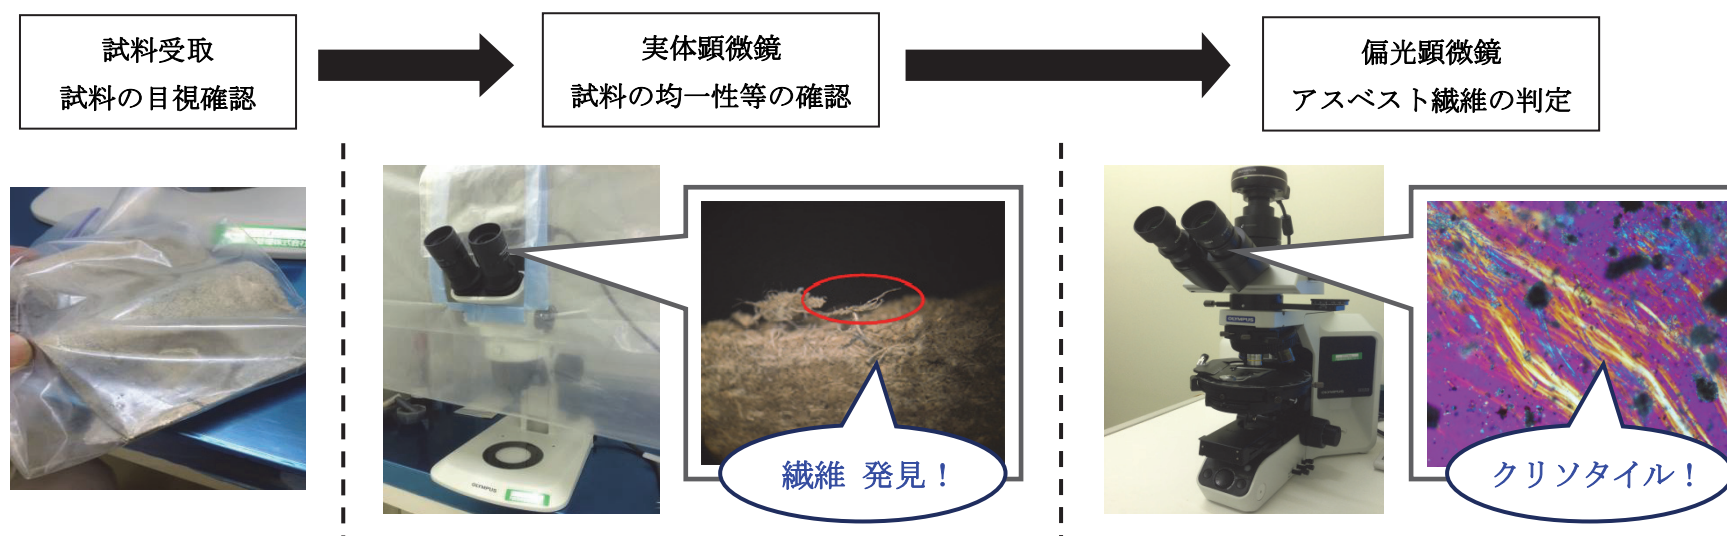 試料受取
試料の目視確認
実体顕微鏡
試料の均一性等の確認
偏光顕微鏡
アスベスト繊維の判定
OLYMPUS
OLYMPUS
繊維 発見！
クリソタイル！